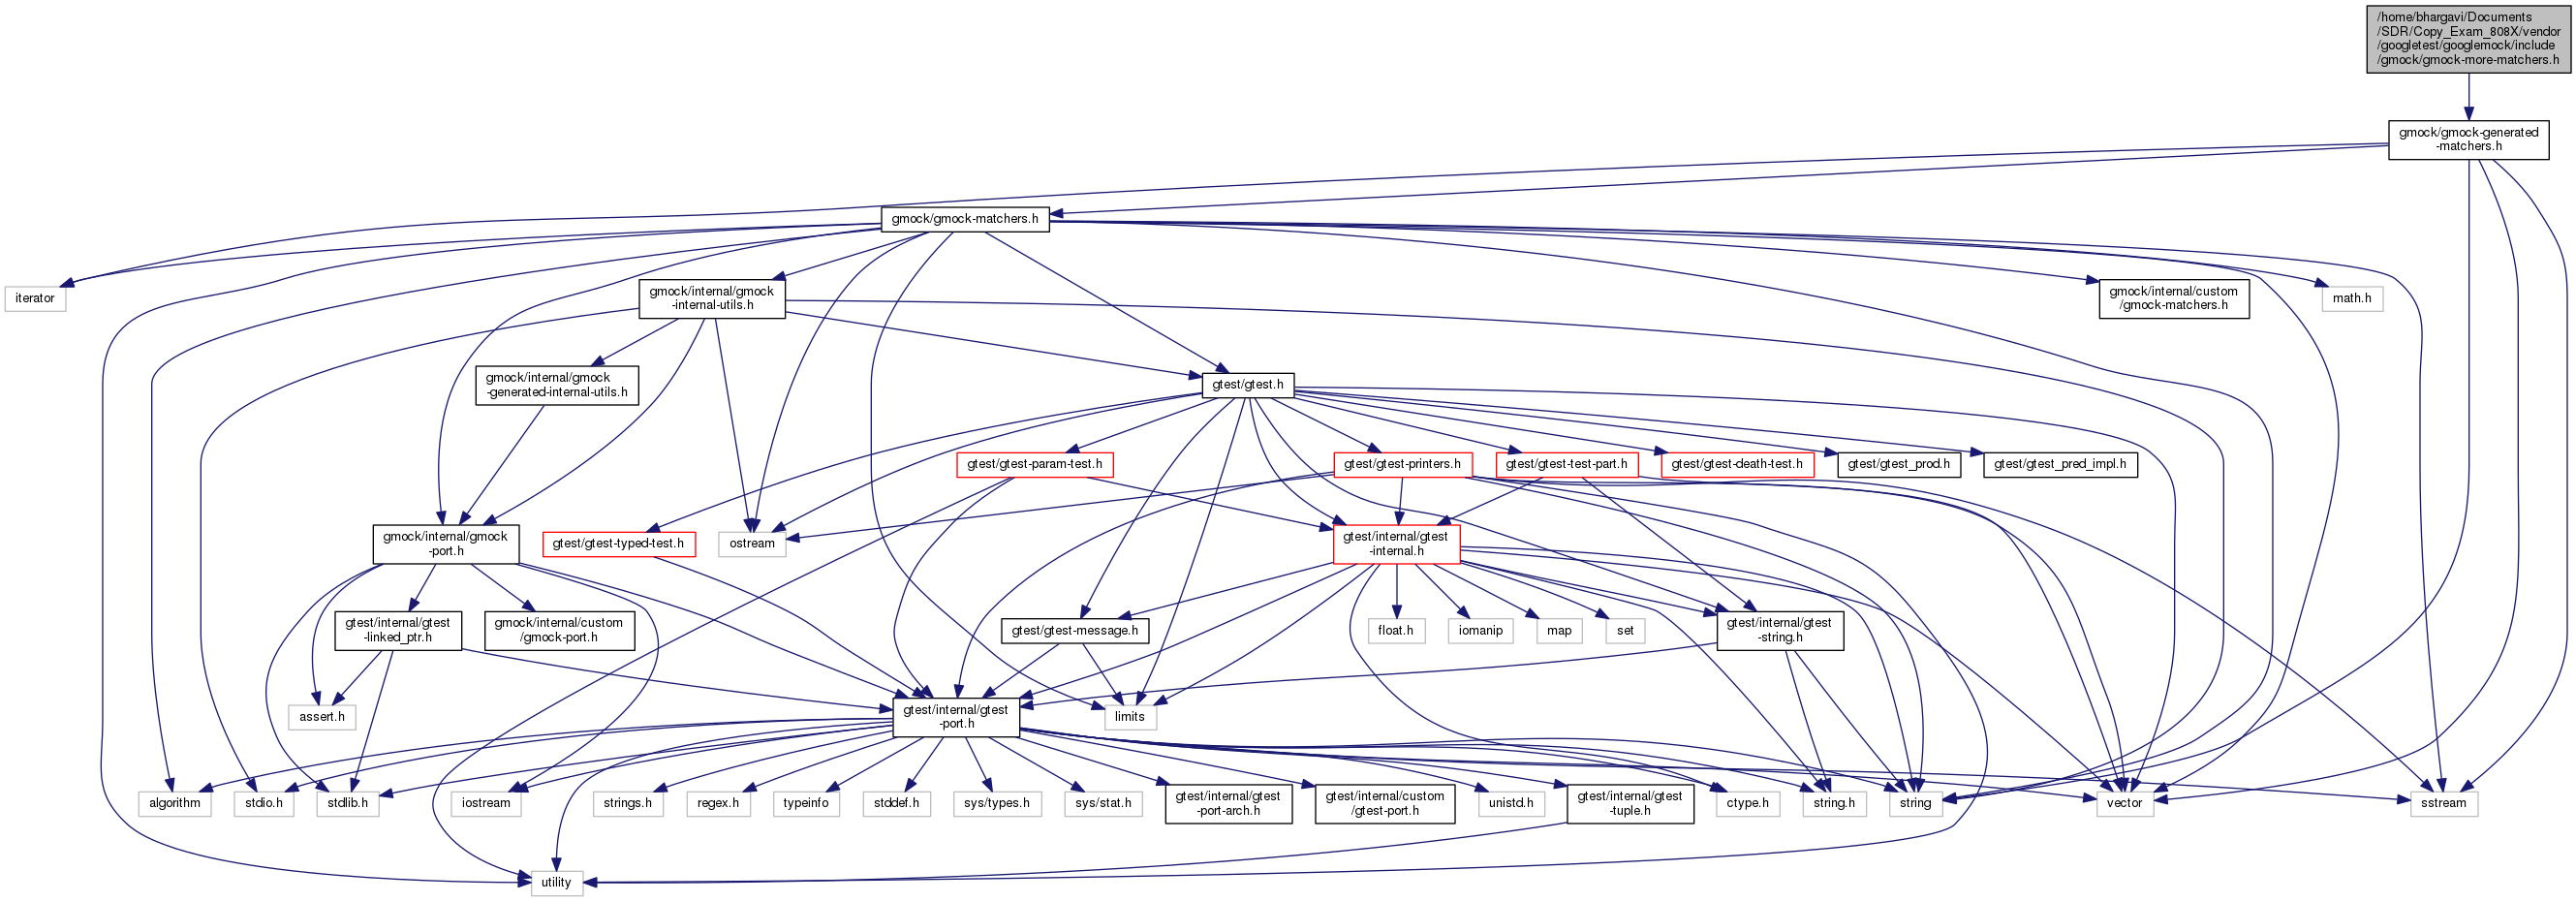 /home/bhargavi/Documents
/SDR/Copy_Exam_808X/vendor
/googletest/googlemock/include
/gmock/gmock-more-matchers.h
gmock/gmock-generated
-matchers.h
gmock/gmock-matchers.h
iterator
gmock/internal/gmock
-internal-utils.h
gmock/internal/custom
/gmock-matchers.h
math.h
gmock/internal/gmock
-generated-internal-utils.h
gtest/gtest.h
gtest/gtest-param-test.h
gtest/gtest-printers.h
gtest/gtest-test-part.h
gtest/gtest-death-test.h
gtest/gtest_prod.h
gtest/gtest_pred_impl.h
gmock/internal/gmock
-port.h
gtest/gtest-typed-test.h
ostream
gtest/internal/gtest
-internal.h
gtest/internal/gtest
-linked_ptr.h
gmock/internal/custom
/gmock-port.h
gtest/gtest-message.h
float.h
iomanip
map
set
gtest/internal/gtest
-string.h
assert.h
gtest/internal/gtest
-port.h
limits
algorithm
stdio.h
stdlib.h
iostream
strings.h
regex.h
typeinfo
stddef.h
sys/types.h
sys/stat.h
gtest/internal/gtest
-port-arch.h
gtest/internal/custom
/gtest-port.h
unistd.h
gtest/internal/gtest
-tuple.h
ctype.h
string.h
string
vector
sstream
utility